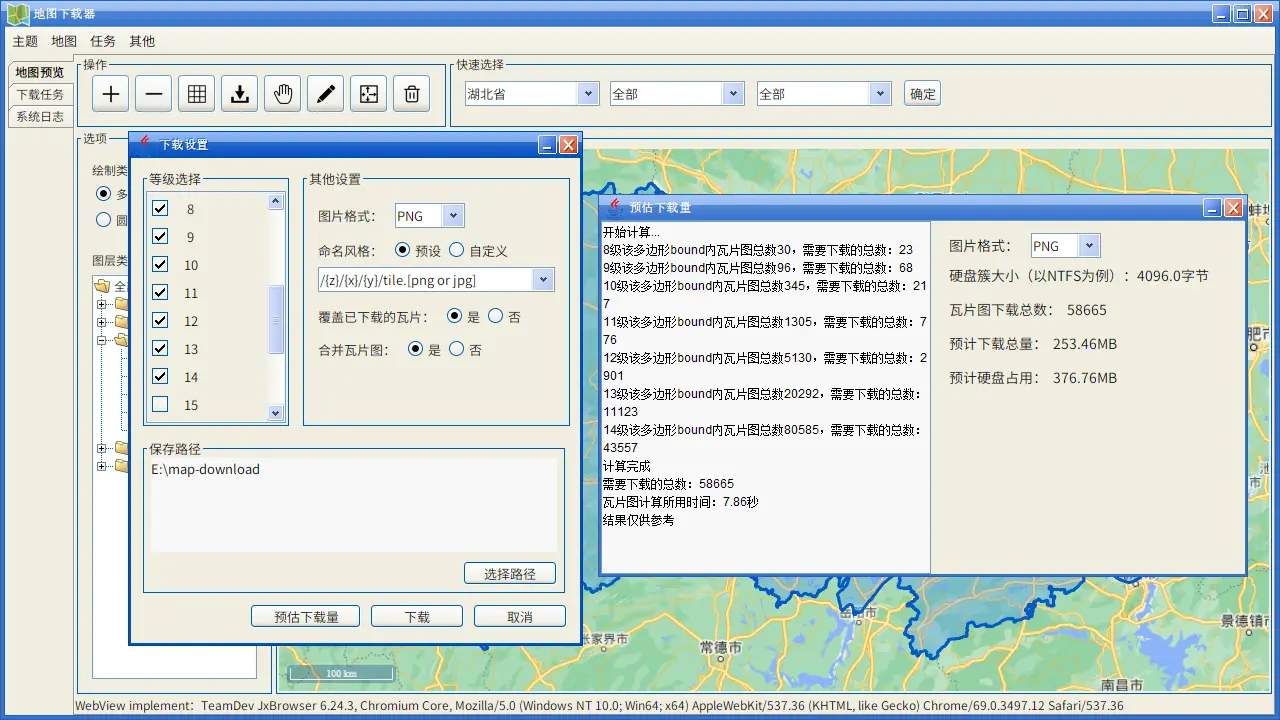 地图下载器
主题 地图 任务 其他
地图预览
下载任务
系统日志
操作
快速选择
湖北省 全部 全部 确定
选项
绘制类
多
圆
图层类
全
下载设置
等级选择
8
9
10
11
12
13
14
15
其他设置
图片格式： PNG
命名风格： 预设 自定义
/{z}/{x}/{y}/tile.[png or jpg]
覆盖已下载的瓦片： 是 否
合并瓦片图： 是 否
保存路径
E:\map-download
选择路径
预估下载量 下载 取消
预估下载量
开始计算...
8级该多边形bound内瓦片图总数30，需要下载的总数：23
9级该多边形bound内瓦片图总数96，需要下载的总数：68
10级该多边形bound内瓦片图总数345，需要下载的总数：21
7
11级该多边形bound内瓦片图总数1305，需要下载的总数：7
76
12级该多边形bound内瓦片图总数5130，需要下载的总数：2
901
13级该多边形bound内瓦片图总数20292，需要下载的总数：
11123
14级该多边形bound内瓦片图总数80585，需要下载的总数：
43557
计算完成
需要下载的总数：58665
瓦片图计算所用时间：7.86秒
结果仅供参考
图片格式： PNG
硬盘簇大小（以NTFS为例）：4096.0字节
瓦片图下载总数： 58665
预计下载总量： 253.46MB
预计硬盘占用： 376.76MB
蚌埠
肥市
池
市
岳阳市
张家界市
常德市
景德镇市
南昌市
100 km
WebView implement：TeamDev JxBrowser 6.24.3, Chromium Core, Mozilla/5.0 (Windows NT 10.0; Win64; x64) AppleWebKit/537.36 (KHTML, like Gecko) Chrome/69.0.3497.12 Safari/537.36